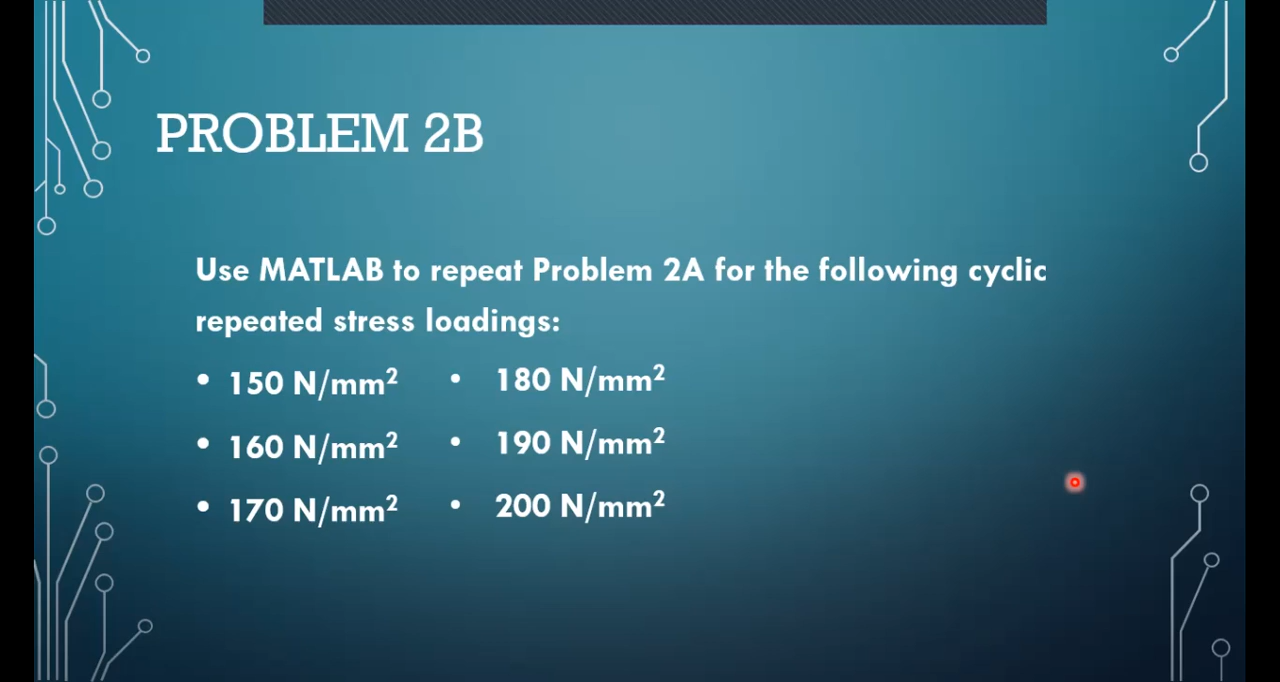 PROBLEM 2B
Use MATLAB to repeat Problem 2A for the following cyclic
repeated stress loadings:
• 150 N/mm²
• 160 N/mm²
• 170 N/mm²
• 180 N/mm²
• 190 N/mm²
• 200 N/mm²